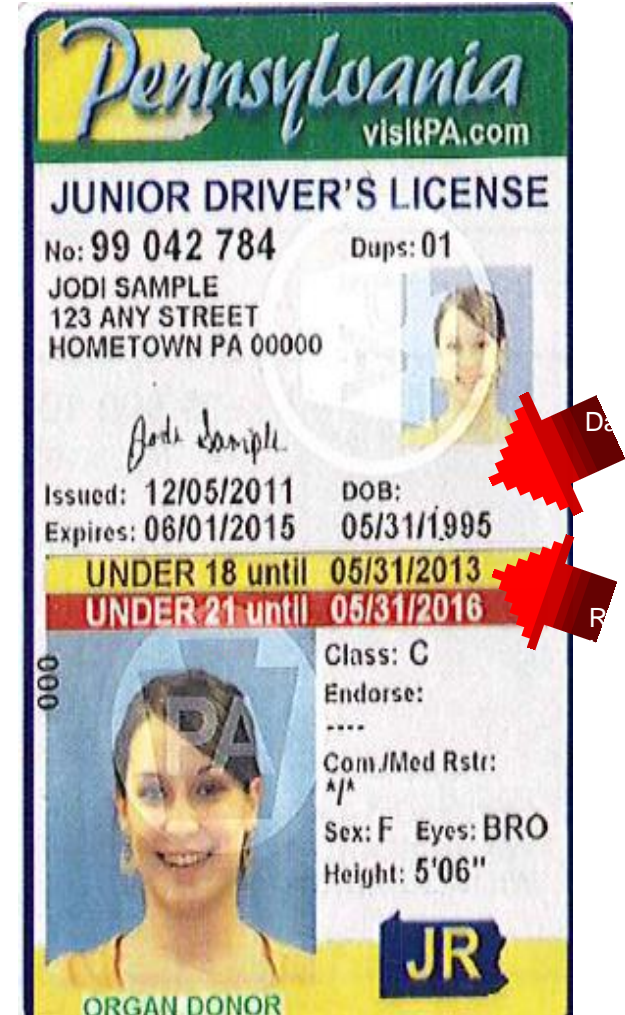 Pennsylvania
visitPA.com
JUNIOR DRIVER'S LICENSE
No: 99 042 784 Dups: 01
JODI SAMPLE
123 ANY STREET
HOMETOWN PA 00000
Jodi Sample
Issued: 12/05/2011 DOB:
Expires: 06/01/2015 05/31/1995
UNDER 18 until 05/31/2013
UNDER 21 until 05/31/2016
000
Class: C
Endorse:
----
Com./Med Rstr:
*/*
Sex: F Eyes: BRO
Height: 5'06"
PA
JR
ORGAN DONOR